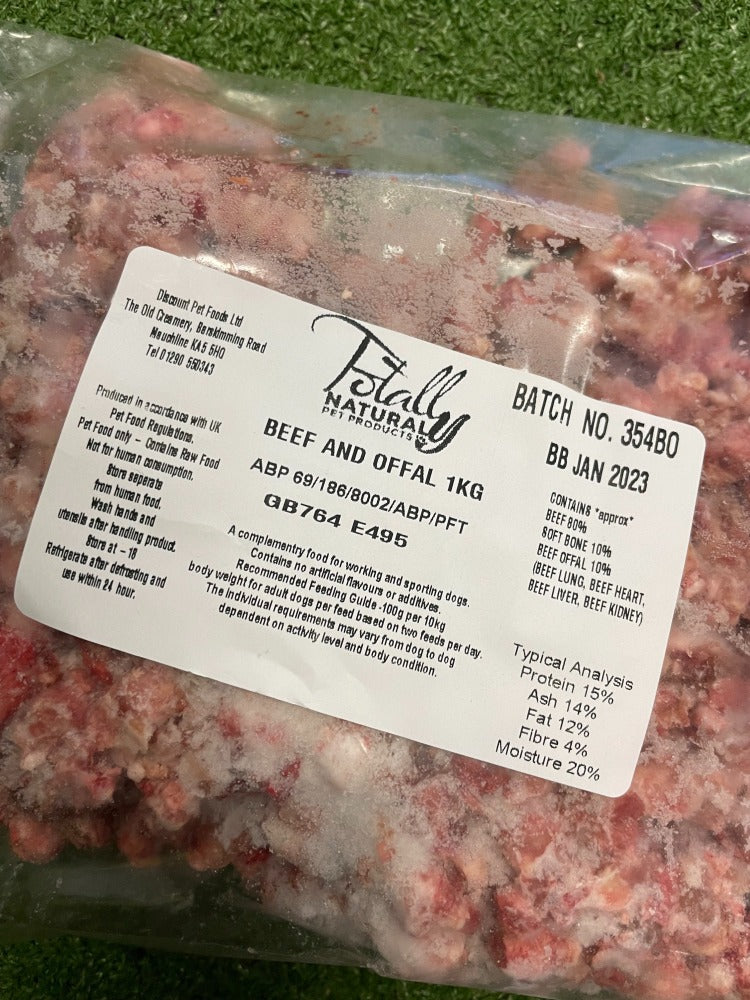 Discount Pet Foods Ltd
The Old Creamery, Barskimming Road
Mauchline KA5 5HQ
Tel 01290 550343
Produced in accordance with UK
Pet Food Regulations.
Pet Food only – Contains Raw Food
Not for human consumption.
Store seperate
from human food.
Wash hands and
utensils after handling product.
Store at – 18
Refrigerate after defrosting and
use within 24 hour.
Totally
NATURAL
PET PRODUCTS
BEEF AND OFFAL 1KG
ABP 69/186/8002/ABP/PFT
GB764 E495
A complementry food for working and sporting dogs.
Contains no artificial flavours or additives.
Recommended Feeding Guide -100g per 10kg
body weight for adult dogs per feed based on two feeds per day.
The individual requirements may vary from dog to dog
dependent on activity level and body condition.
BATCH NO. 354BO
BB JAN 2023
CONTAINS *approx*
BEEF 80%
SOFT BONE 10%
BEEF OFFAL 10%
(BEEF LUNG, BEEF HEART,
BEEF LIVER, BEEF KIDNEY)
Typical Analysis
Protein 15%
Ash 14%
Fat 12%
Fibre 4%
Moisture 20%